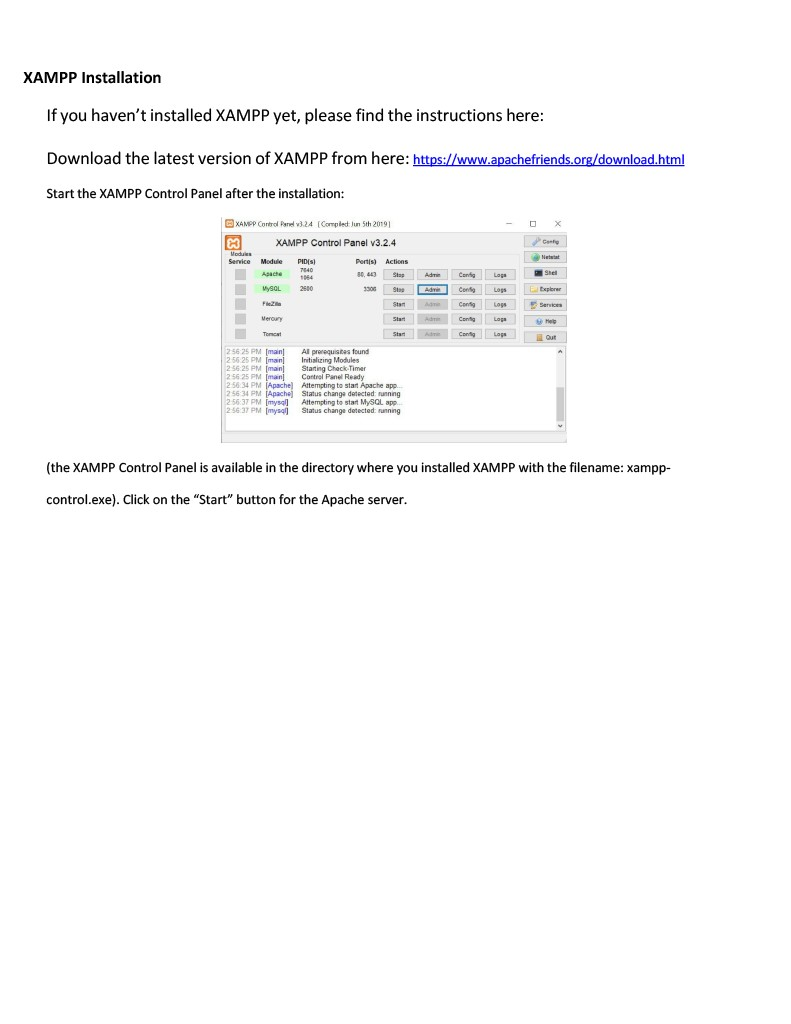 XAMPP Installation
If you haven’t installed XAMPP yet, please find the instructions here:
Download the latest version of XAMPP from here: https://www.apachefriends.org/download.html
Start the XAMPP Control Panel after the installation:
XAMPP Control Panel v3.2.4 [ Compiled: Jun 5th 2019 ]
XAMPP Control Panel v3.2.4 Config
Modules
Netstat
Service Module PID(s) Port(s) Actions
Apache 7040 1064 80, 443 Stop Admin Config Logs Shell
MySQL 2600 3306 Stop Admin Config Logs Explorer
FileZilla Start Admin Config Logs Services
Mercury Start Admin Config Logs Help
Tomcat Start Admin Config Logs Quit
2:56:25 PM [main] All prerequisites found
2:56:25 PM [main] Initializing Modules
2:56:25 PM [main] Starting Check-Timer
2:56:25 PM [main] Control Panel Ready
2:56:34 PM [Apache] Attempting to start Apache app...
2:56:34 PM [Apache] Status change detected: running
2:56:37 PM [mysql] Attempting to start MySQL app...
2:56:37 PM [mysql] Status change detected: running
(the XAMPP Control Panel is available in the directory where you installed XAMPP with the filename: xampp-
control.exe). Click on the “Start” button for the Apache server.